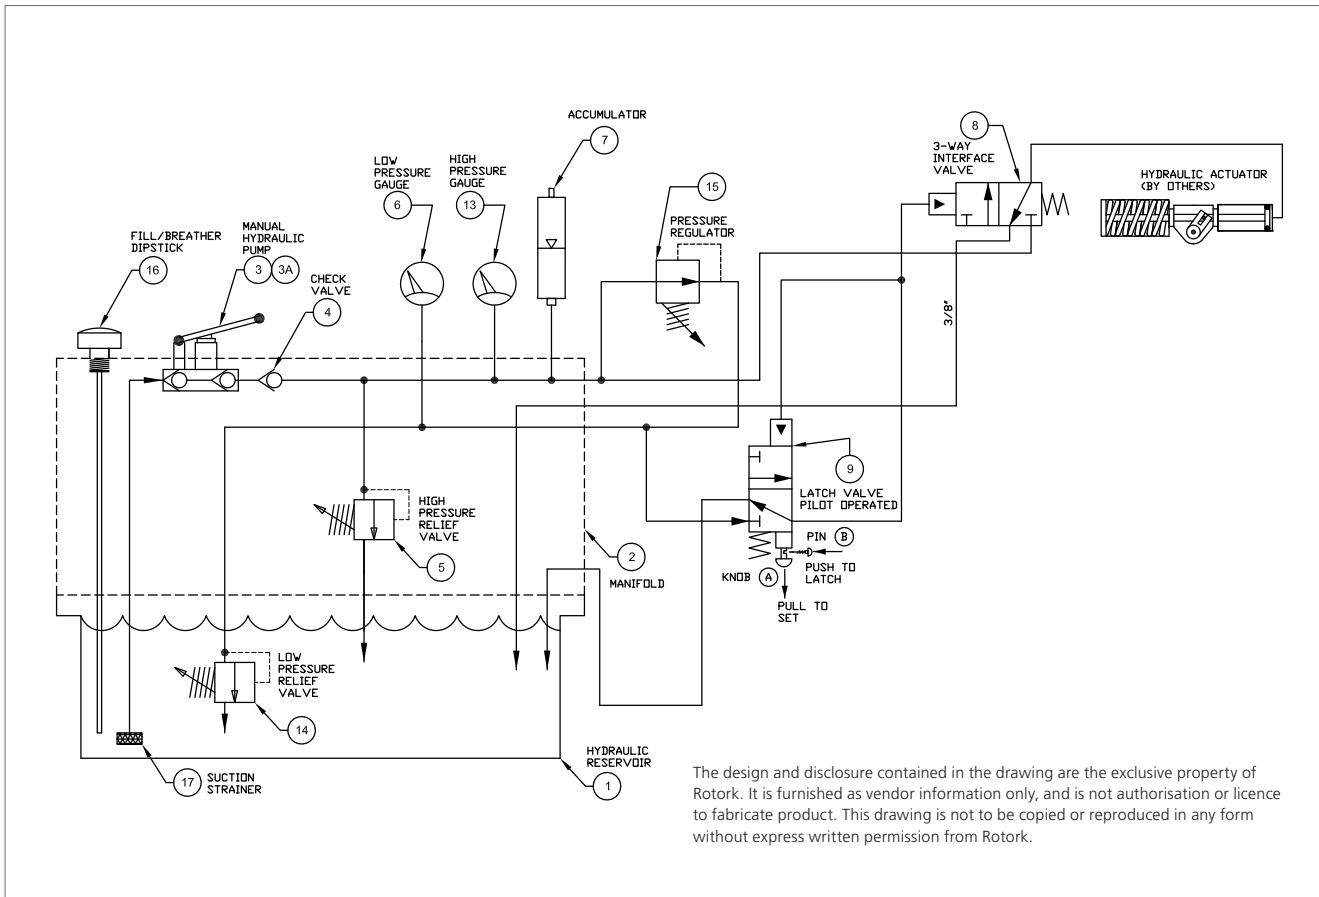 ACCUMULATOR
7
8
3-WAY
INTERFACE
VALVE
LOW
PRESSURE
GAUGE
6
HIGH
PRESSURE
GAUGE
13
15
PRESSURE
REGULATOR
HYDRAULIC ACTUATOR
(BY OTHERS)
FILL/BREATHER
DIPSTICK
16
MANUAL
HYDRAULIC
PUMP
3
3A
CHECK
VALVE
4
3/8"
9
LATCH VALVE
PILOT OPERATED
HIGH
PRESSURE
RELIEF
VALVE
5
2
MANIFOLD
PIN B
PUSH TO
LATCH
KNOB A
PULL TO
SET
LOW
PRESSURE
RELIEF
VALVE
14
17
SUCTION
STRAINER
HYDRAULIC
RESERVOIR
1
The design and disclosure contained in the drawing are the exclusive property of
Rotork. It is furnished as vendor information only, and is not authorisation or licence
to fabricate product. This drawing is not to be copied or reproduced in any form
without express written permission from Rotork.